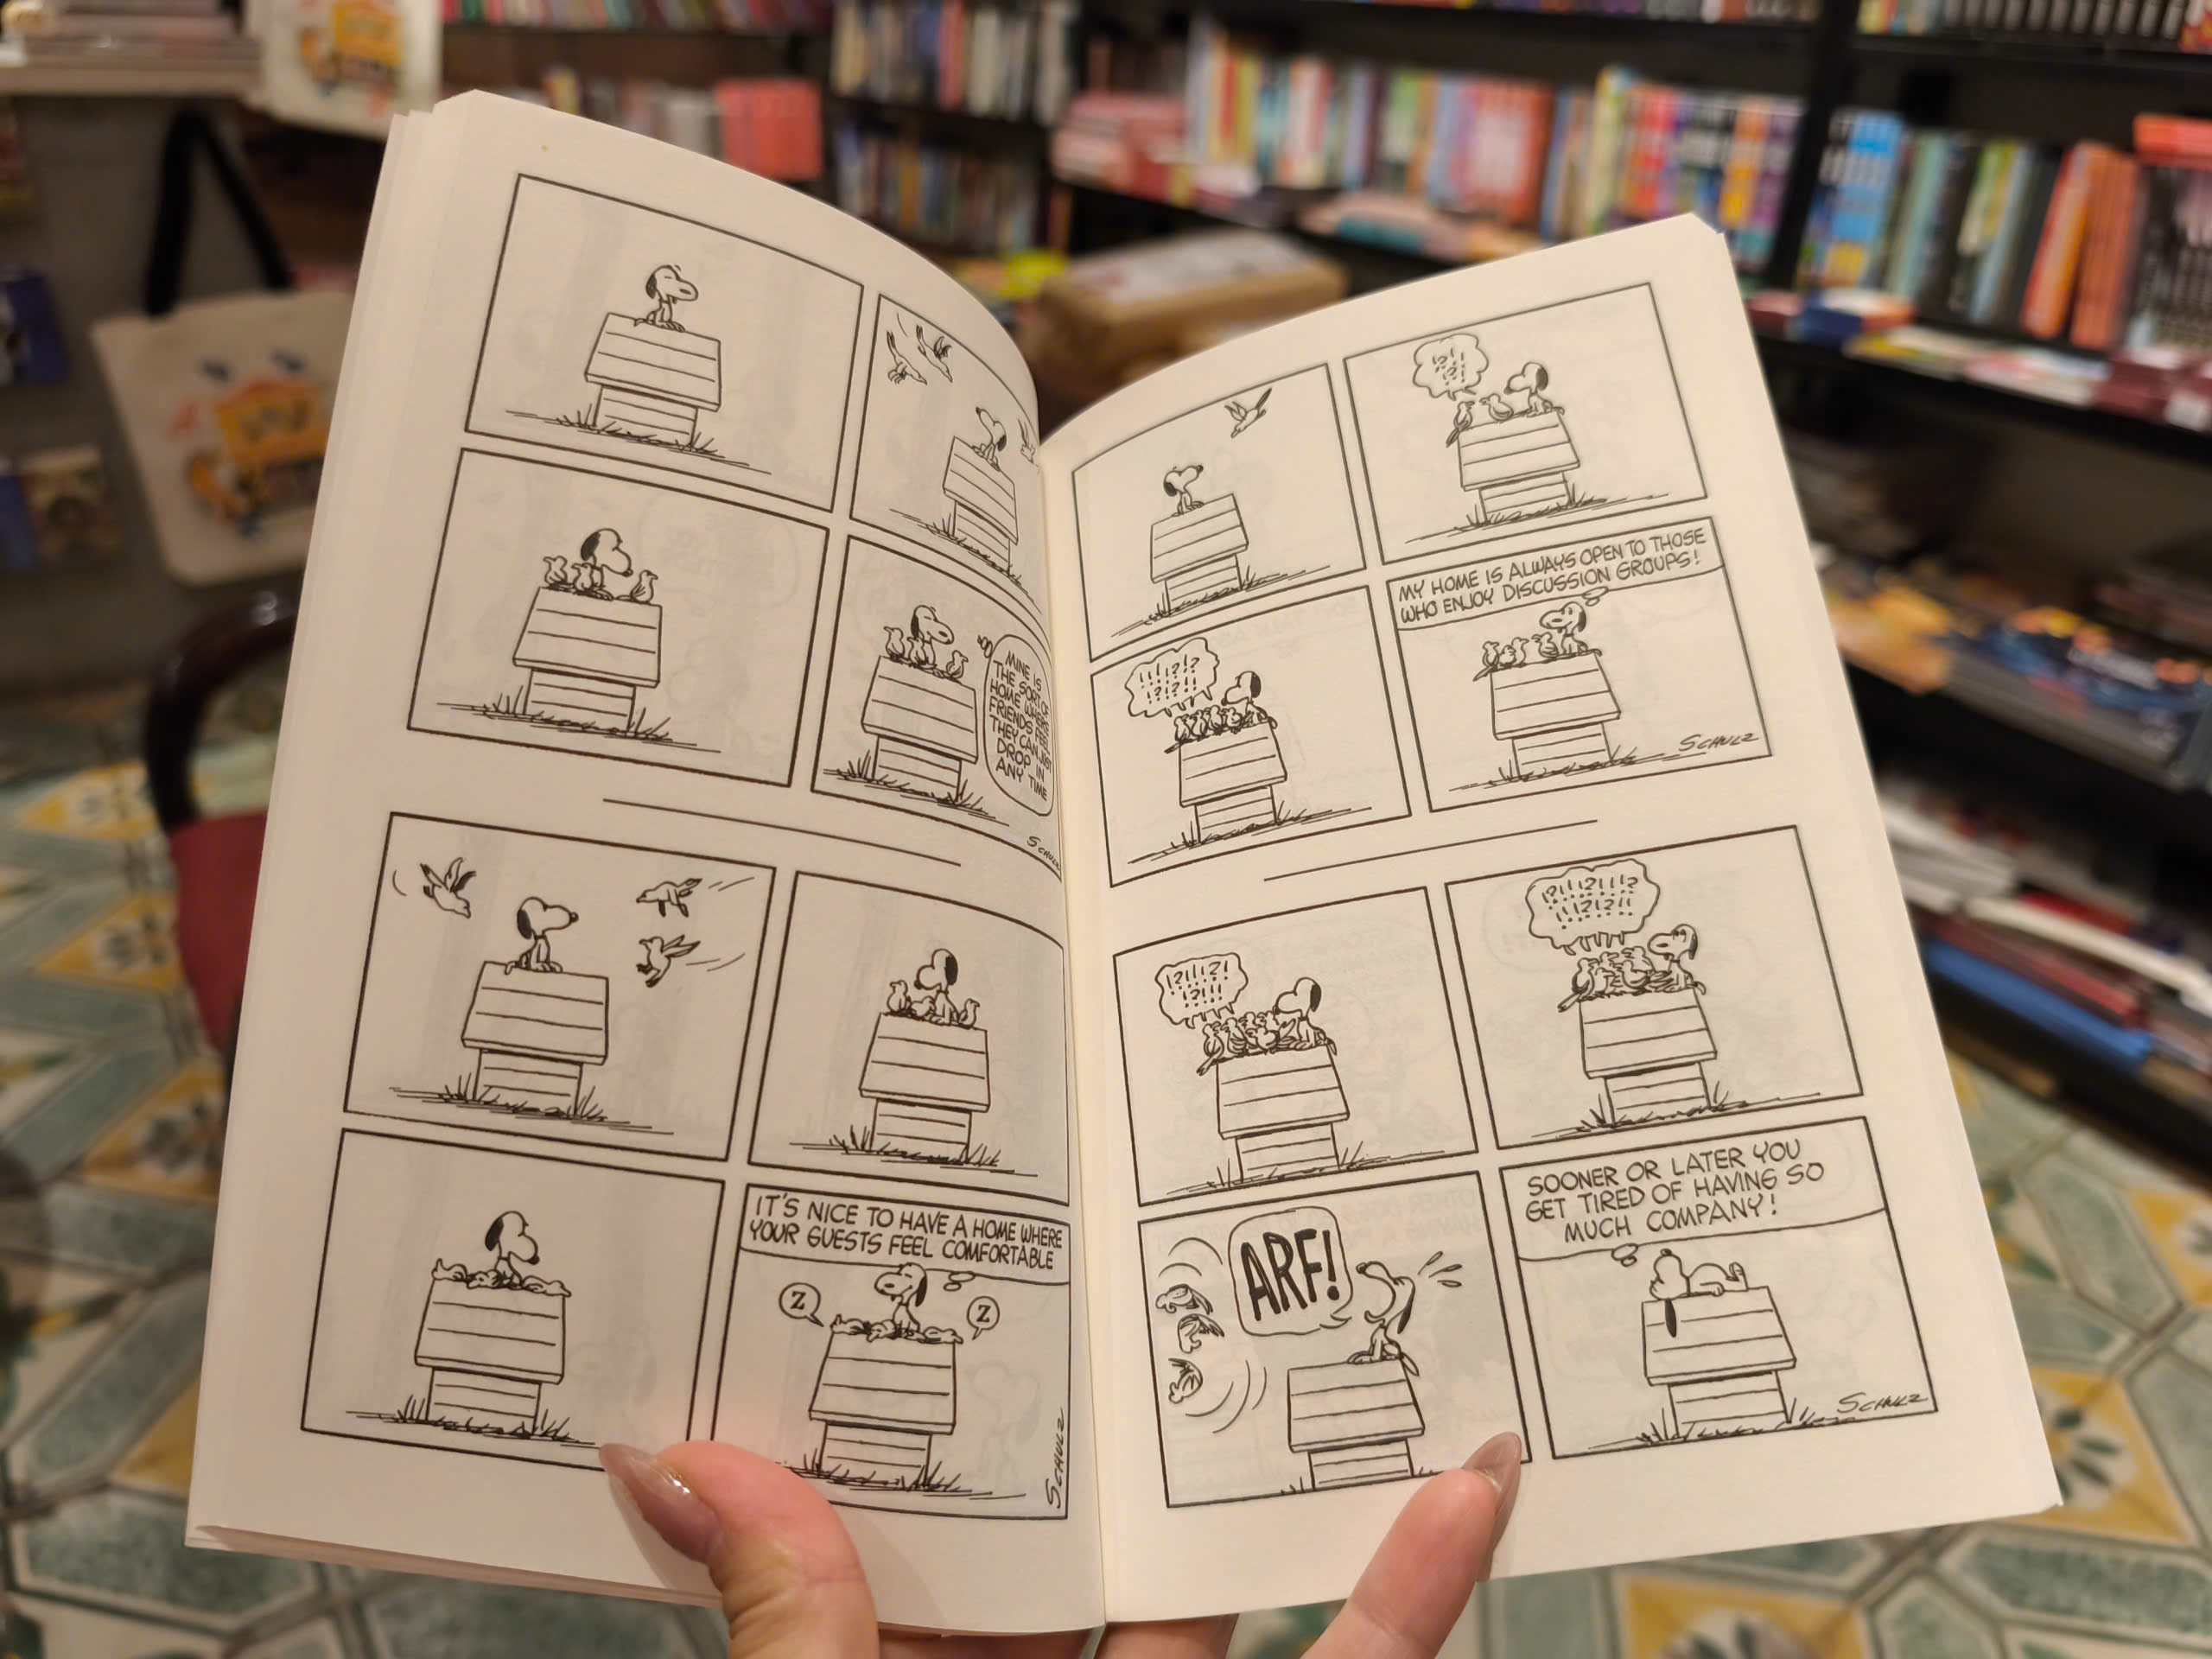 MINE IS
THE SORT OF
HOME WHERE
FRIENDS FEEL
THEY CAN JUST
DROP IN
ANY TIME
SCHULZ
IT'S NICE TO HAVE A HOME WHERE
YOUR GUESTS FEEL COMFORTABLE
Z
Z
SCHULZ
!?!!
?!
!!!?!?
!?!?!!
MY HOME IS ALWAYS OPEN TO THOSE
WHO ENJOY DISCUSSION GROUPS!
SCHULZ
!?!!?!
!?!!
!?!!?!!!?
!!!?!?!!
ARF!
SOONER OR LATER YOU
GET TIRED OF HAVING SO
MUCH COMPANY!
SCHULZ